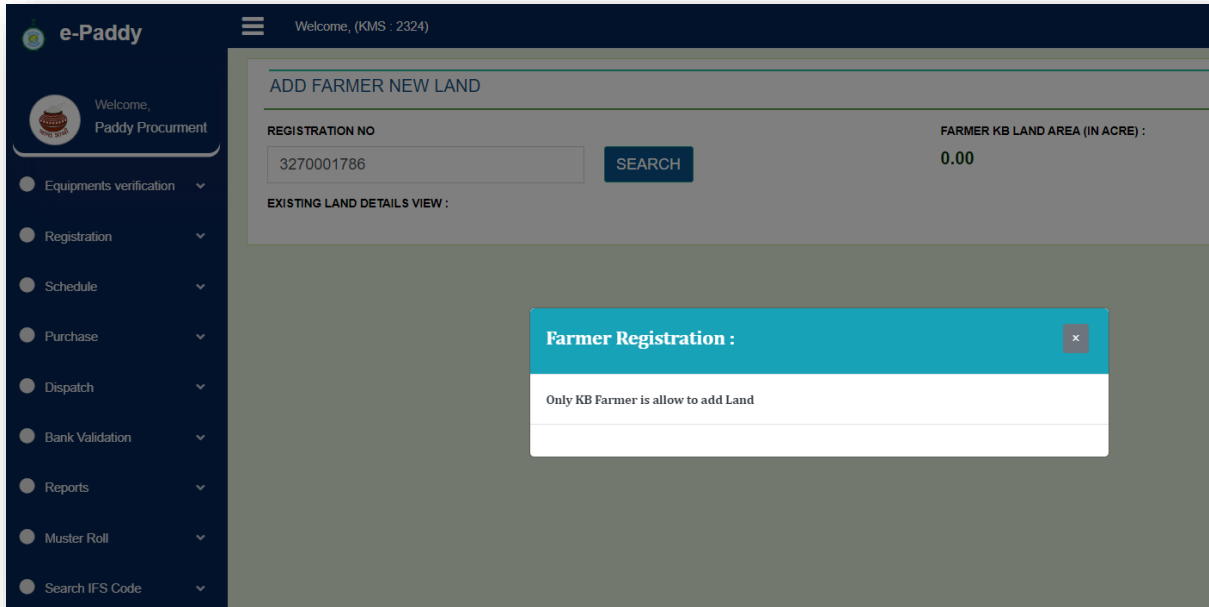 e-Paddy
Welcome, (KMS : 2324)
Welcome,
Paddy Procurment
Equipments verification
Registration
Schedule
Purchase
Dispatch
Bank Validation
Reports
Muster Roll
Search IFS Code
ADD FARMER NEW LAND
REGISTRATION NO
3270001786
SEARCH
FARMER KB LAND AREA (IN ACRE) :
0.00
EXISTING LAND DETAILS VIEW :
Farmer Registration :
x
Only KB Farmer is allow to add Land